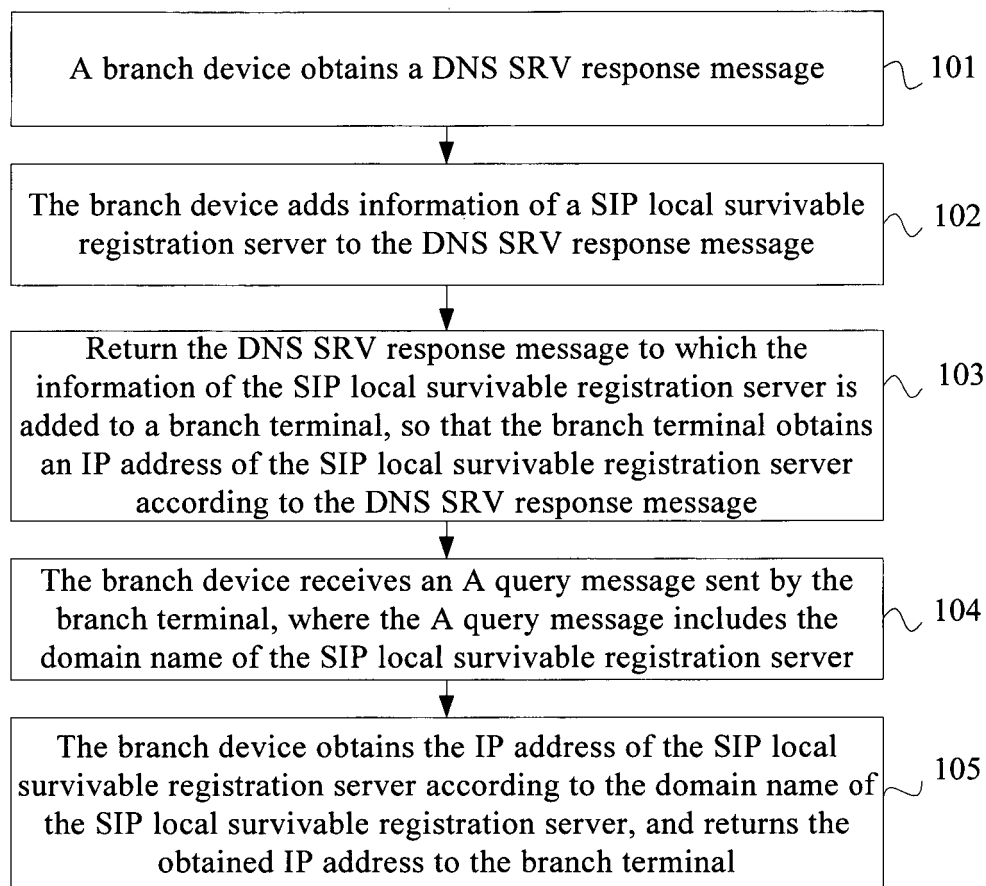 A branch device obtains a DNS SRV response message
101
The branch device adds information of a SIP local survivable
registration server to the DNS SRV response message
102
Return the DNS SRV response message to which the
information of the SIP local survivable registration server is
added to a branch terminal, so that the branch terminal obtains
an IP address of the SIP local survivable registration server
according to the DNS SRV response message
103
The branch device receives an A query message sent by the
branch terminal, where the A query message includes the
domain name of the SIP local survivable registration server
104
The branch device obtains the IP address of the SIP local
survivable registration server according to the domain name of
the SIP local survivable registration server, and returns the
obtained IP address to the branch terminal
105